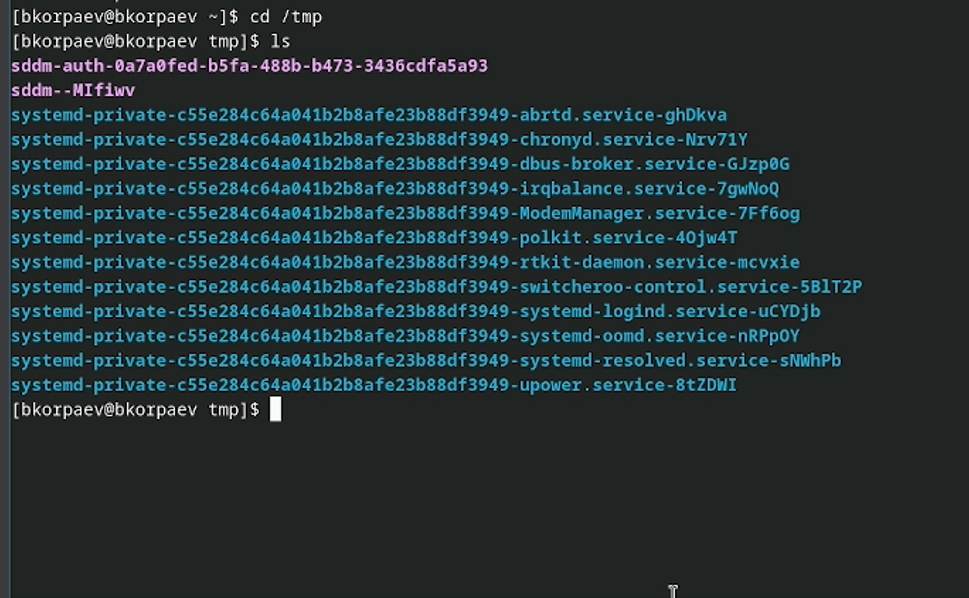 [bkorpaev@bkorpaev ~]$ cd /tmp
[bkorpaev@bkorpaev tmp]$ ls
sddm-auth-0a7a0fed-b5fa-488b-b473-3436cdfa5a93
sddm--MIfiwv
systemd-private-c55e284c64a041b2b8afe23b88df3949-abrtd.service-ghDkva
systemd-private-c55e284c64a041b2b8afe23b88df3949-chronyd.service-Nrv71Y
systemd-private-c55e284c64a041b2b8afe23b88df3949-dbus-broker.service-GJzp0G
systemd-private-c55e284c64a041b2b8afe23b88df3949-irqbalance.service-7gwNoQ
systemd-private-c55e284c64a041b2b8afe23b88df3949-ModemManager.service-7Ff6og
systemd-private-c55e284c64a041b2b8afe23b88df3949-polkit.service-4Ojw4T
systemd-private-c55e284c64a041b2b8afe23b88df3949-rtkit-daemon.service-mcvxie
systemd-private-c55e284c64a041b2b8afe23b88df3949-switcheroo-control.service-5BlT2P
systemd-private-c55e284c64a041b2b8afe23b88df3949-systemd-logind.service-uCYDjb
systemd-private-c55e284c64a041b2b8afe23b88df3949-systemd-oomd.service-nRPpOY
systemd-private-c55e284c64a041b2b8afe23b88df3949-systemd-resolved.service-sNWhPb
systemd-private-c55e284c64a041b2b8afe23b88df3949-upower.service-8tZDWI
[bkorpaev@bkorpaev tmp]$